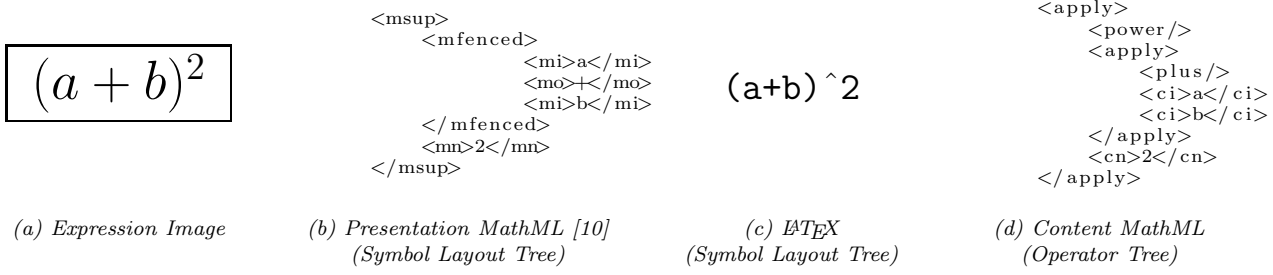 (a + b)²
(a) Expression Image
<msup>
<mfenced>
<mi>a</mi>
<mo>+</mo>
<mi>b</mi>
</mfenced>
<mn>2</mn>
</msup>
(b) Presentation MathML [10]
(Symbol Layout Tree)
(a+b)^2
(c) LATEX
(Symbol Layout Tree)
<apply>
<power/>
<apply>
<plus/>
<ci>a</ci>
<ci>b</ci>
</apply>
<cn>2</cn>
</apply>
(d) Content MathML
(Operator Tree)